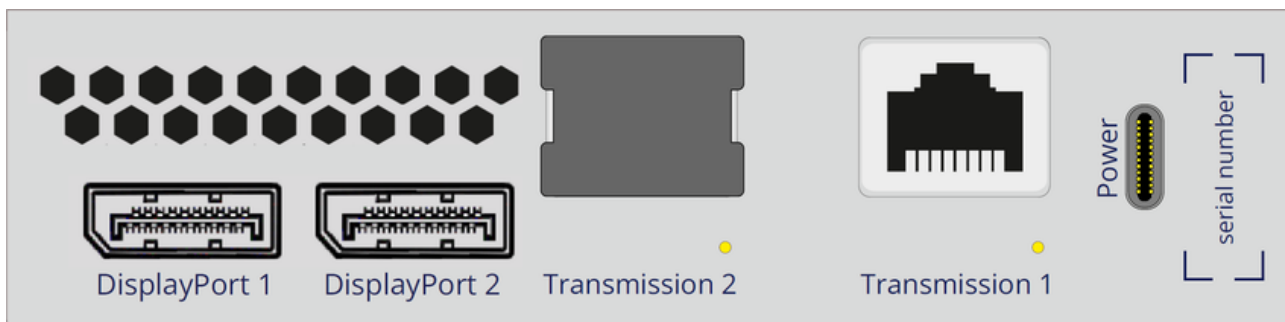 DisplayPort 1
DisplayPort 2
Transmission 2
Transmission 1
Power
serial number